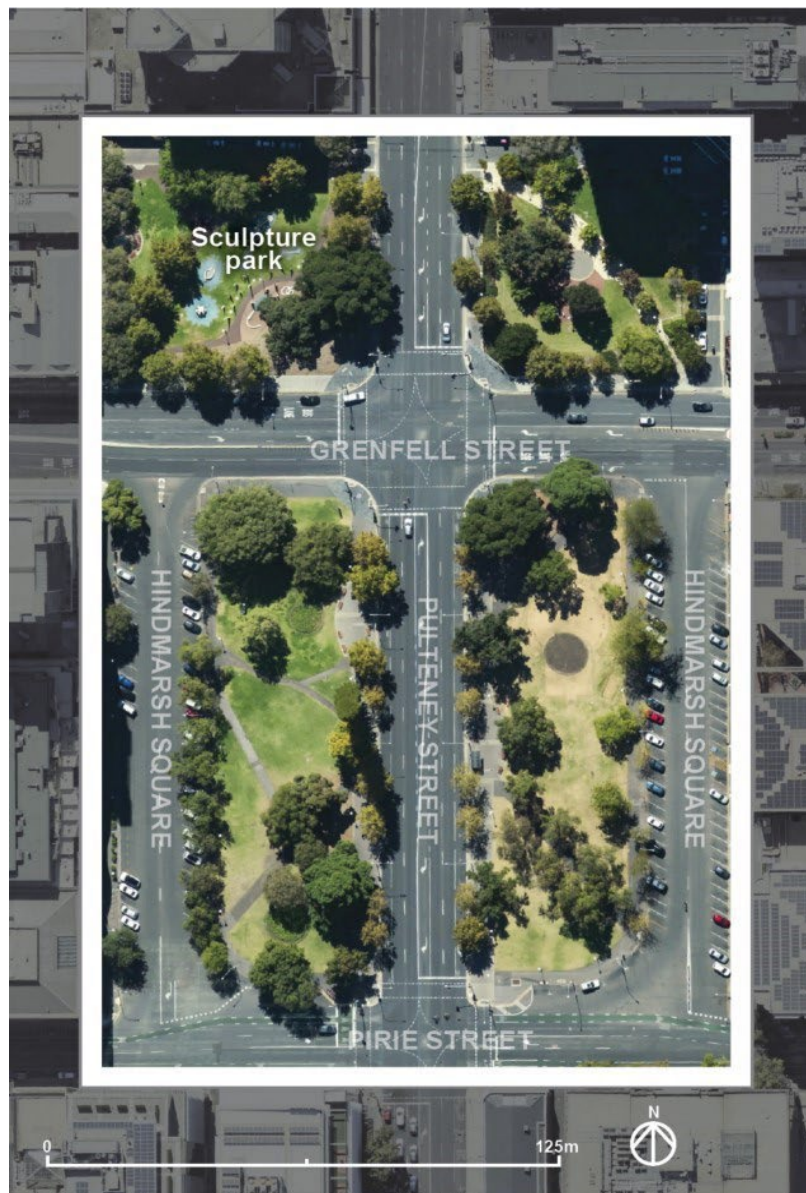 Sculpture
park
GRENFELL STREET
HINDMARSH SQUARE
PULTENEY STREET
HINDMARSH SQUARE
PIRIE STREET
N
0
125m